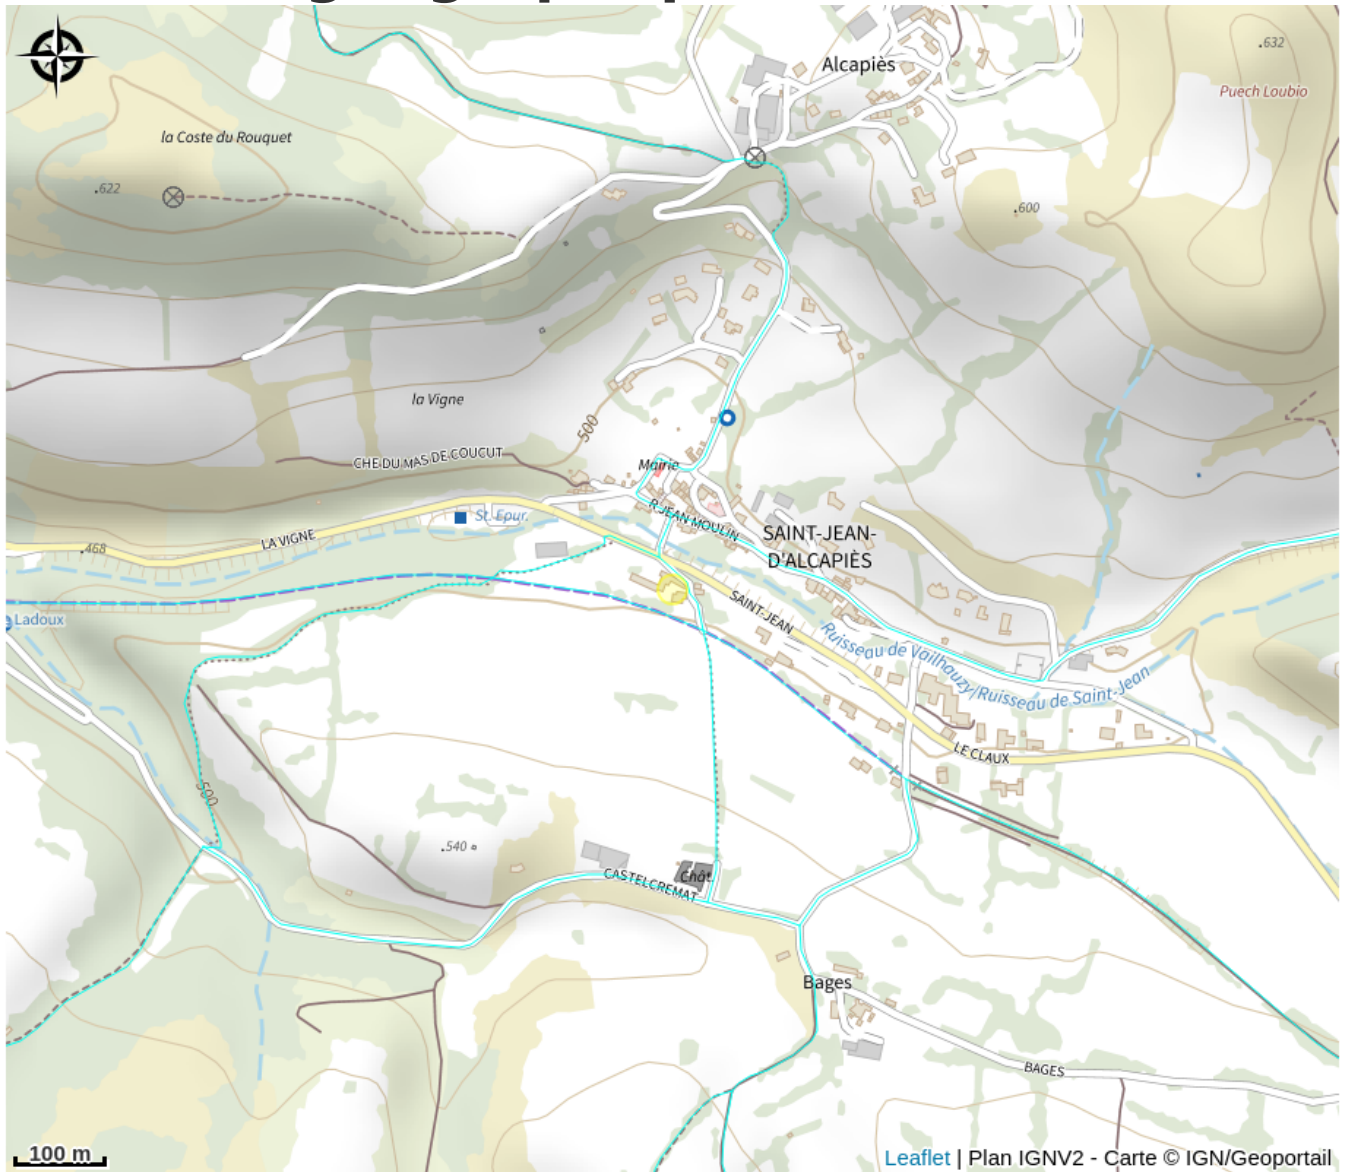 Alcapiès
.632
Puech Loubio
la Coste du Rouquet
.622
.600
la Vigne
500
CHE DU MAS DE COUCUT
Mairie
St. Epur.
R JEAN MOULIN
SAINT-JEAN-
D'ALCAPIÈS
LA VIGNE
.468
SAINT-JEAN
Ladoux
Ruisseau de Vailhauzy/Ruisseau de Saint-Jean
LE CLAUX
500
.540
Chât.
CASTELCREMAT
Bages
BAGES
100 m
Leaflet | Plan IGNV2 - Carte © IGN/Geoportail